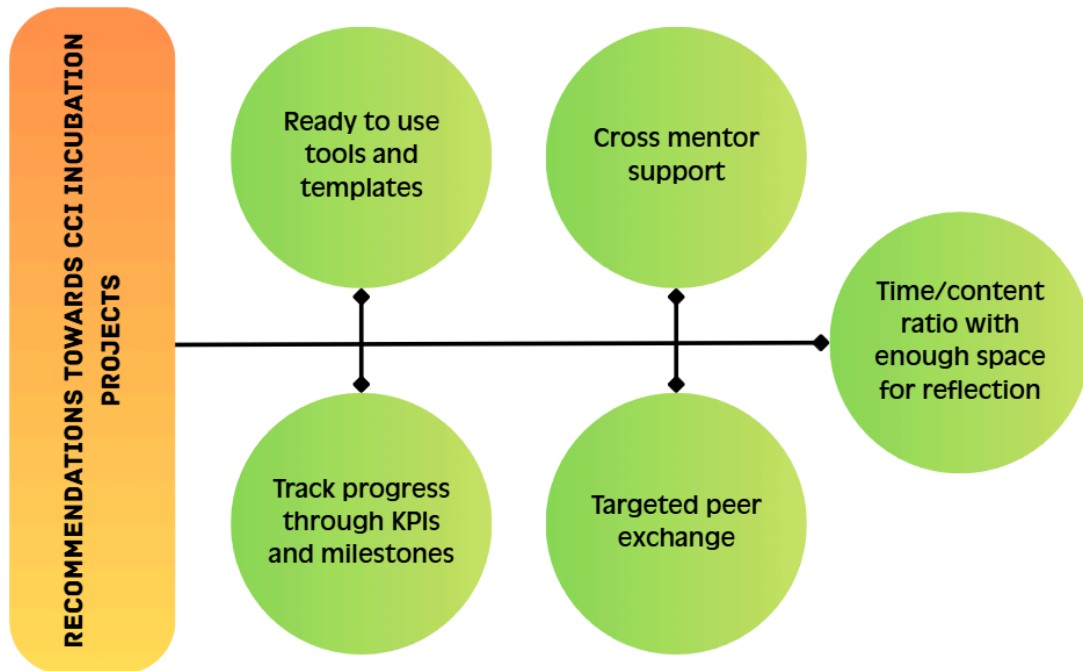 RECOMMENDATIONS TOWARDS CCI INCUBATION
PROJECTS
Ready to use
tools and
templates
Cross mentor
support
Time/content
ratio with
enough space
for reflection
Track progress
through KPIs
and milestones
Targeted peer
exchange